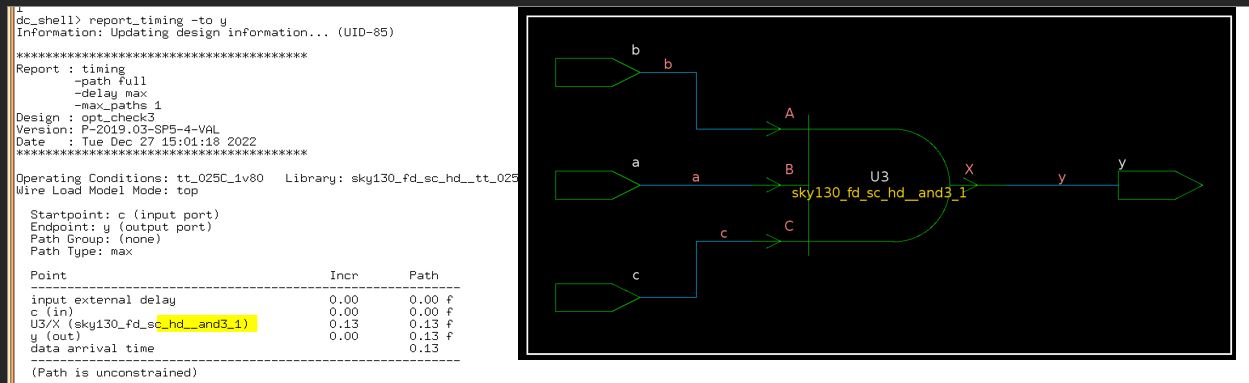 1
dc_shell> report_timing -to y
Information: Updating design information... (UID-85)
****************************************
Report : timing
-path full
-delay max
-max_paths 1
Design : opt_check3
Version: P-2019.03-SP5-4-VAL
Date   : Tue Dec 27 15:01:18 2022
****************************************
Operating Conditions: tt_025C_1v80   Library: sky130_fd_sc_hd__tt_025
Wire Load Model Mode: top
Startpoint: c (input port)
Endpoint: y (output port)
Path Group: (none)
Path Type: max
Point Incr Path
-----------------------------------------------------------
input external delay 0.00 0.00 f
c (in) 0.00 0.00 f
U3/X (sky130_fd_sc_hd__and3_1) 0.13 0.13 f
y (out) 0.00 0.13 f
data arrival time 0.13
-----------------------------------------------------------
(Path is unconstrained)
b
b
A
a
a
B
U3
sky130_fd_sc_hd__and3_1
X
y
y
c
C
c